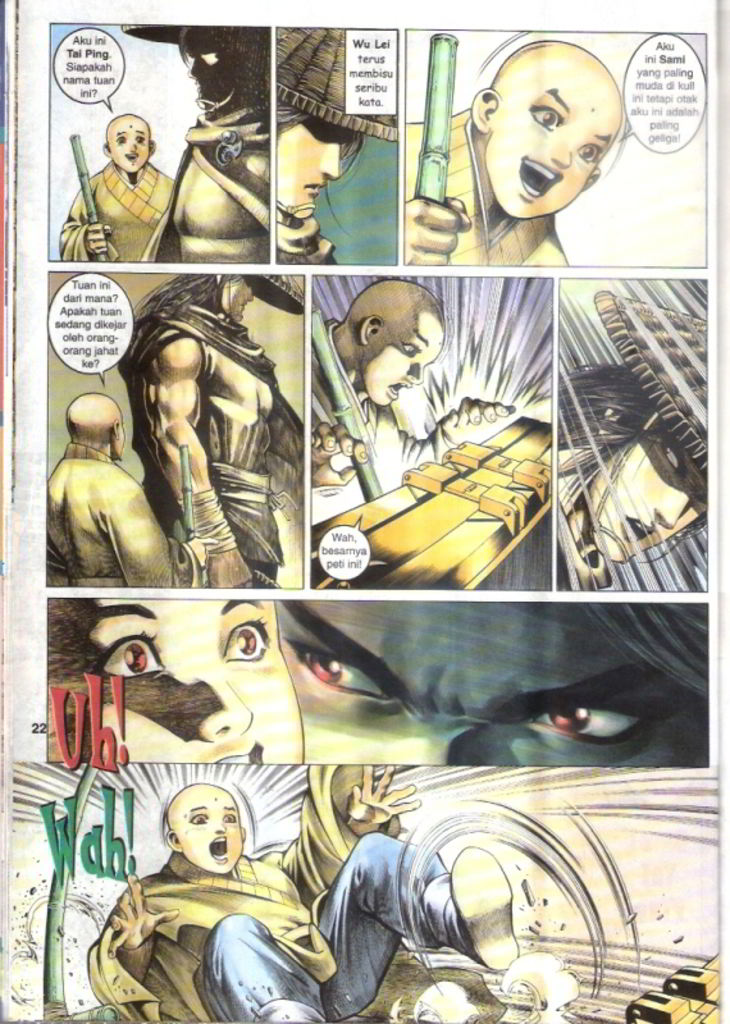 Aku ini
Tai Ping.
Siapakah
nama tuan
ini?
Wu Lei
terus
membisu
seribu
kata.
Aku
ini Sami
yang paling
muda di kuil
ini tetapi otak
aku ini adalah
paling
geliga!
Tuan ini
dari mana?
Apakah tuan
sedang dikejar
oleh orang-
orang jahat
ke?
Wah,
besarnya
peti ini!
22
Uh!
Wah!